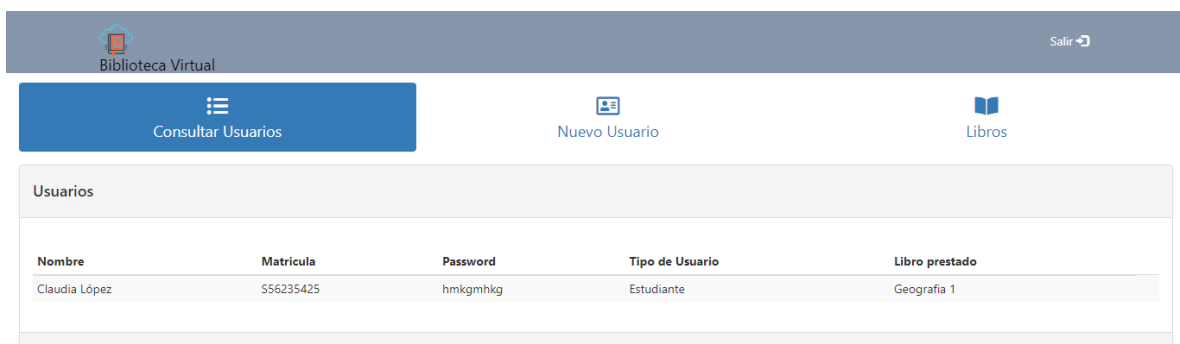 Biblioteca Virtual
Salir
Consultar Usuarios
Nuevo Usuario
Libros
Usuarios
Nombre Matricula Password Tipo de Usuario Libro prestado
Claudia López S56235425 hmkgmhkg Estudiante Geografia 1